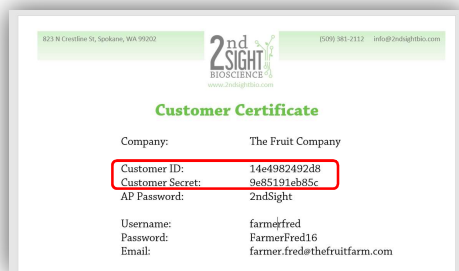 823 N Crestline St, Spokane, WA 99202
2nd
SIGHT
BIOSCIENCE
www.2ndsightbio.com
(509) 381-2112 info@2ndsightbio.com
Customer Certificate
Company: The Fruit Company
Customer ID: 14e4982492d8
Customer Secret: 9e85191eb85c
AP Password: 2ndSight
Username: farmerfred
Password: FarmerFred16
Email: farmer.fred@thefruitfarm.com